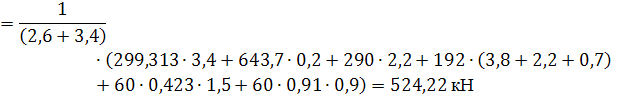 = 1 / (2,6 + 3,4)
· (299,313 · 3,4 + 643,7 · 0,2 + 290 · 2,2 + 192 · (3,8 + 2,2 + 0,7)
+ 60 · 0,423 · 1,5 + 60 · 0,91 · 0,9) = 524,22 кН